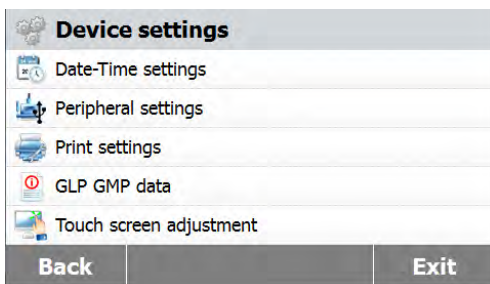 Device settings
Date-Time settings
Peripheral settings
Print settings
GLP GMP data
Touch screen adjustment
Back Exit